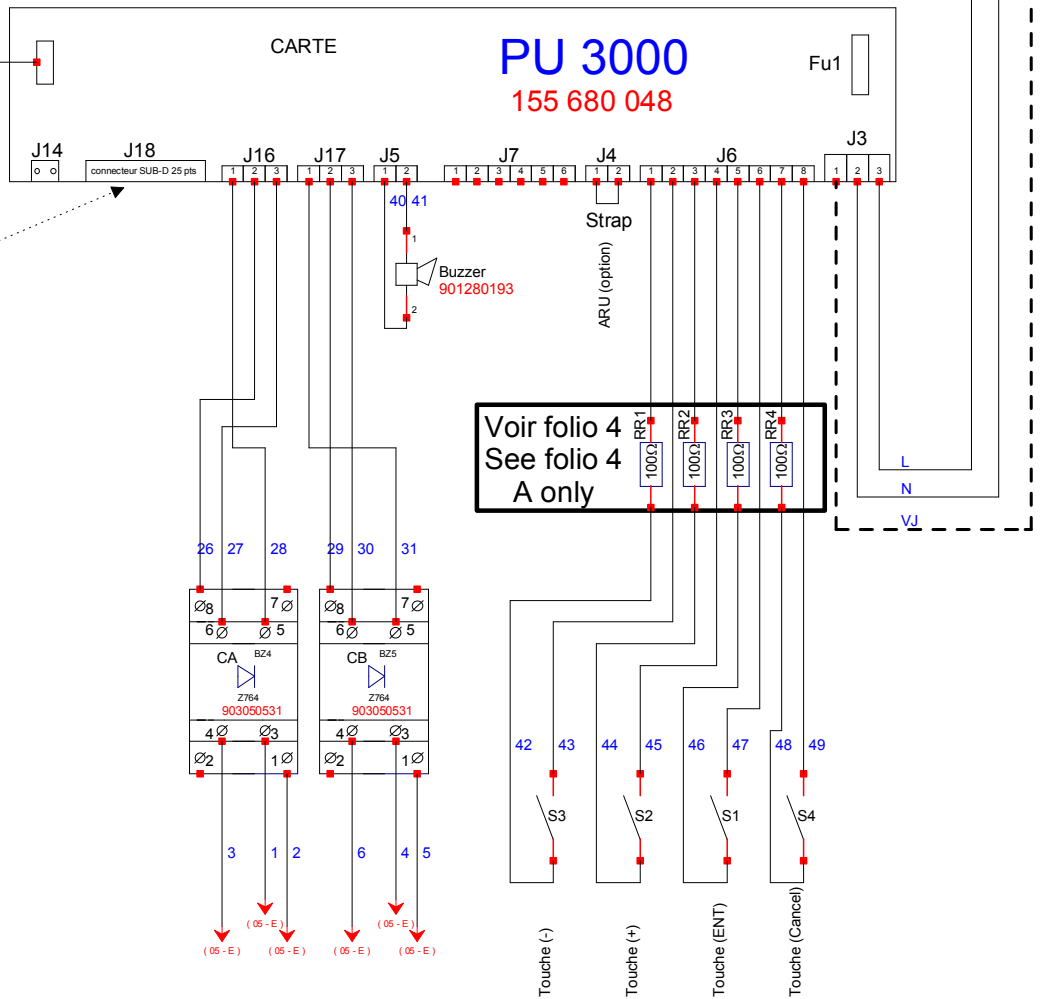 CARTE
PU 3000
155 680 048
Fu1
J14
J18
J16
J17
J5
J7
J4
J6
J3
connecteur SUB-D 25 pts
1 2 3
1 2 3
1 2
1 2 3 4 5 6
1 2
1 2 3 4 5 6 7 8
1 2 3
40 41
Strap
1
Buzzer
901280193
2
ARU (option)
Voir folio 4
See folio 4
A only
RR1
RR2
RR3
RR4
100Ω
100Ω
100Ω
100Ω
L
N
VJ
26 27 28
29 30 31
8 7
6 5
CA BZ4
Z764
903050531
4 3
2 1
8 7
6 5
CB BZ5
Z764
903050531
4 3
2 1
42 43 44 45 46 47 48 49
S3
S2
S1
S4
3 1 2
6 4 5
( 05 - E )
( 05 - E )
( 05 - E )
( 05 - E )
( 05 - E )
( 05 - E )
Touche (-)
Touche (+)
Touche (ENT)
Touche (Cancel)